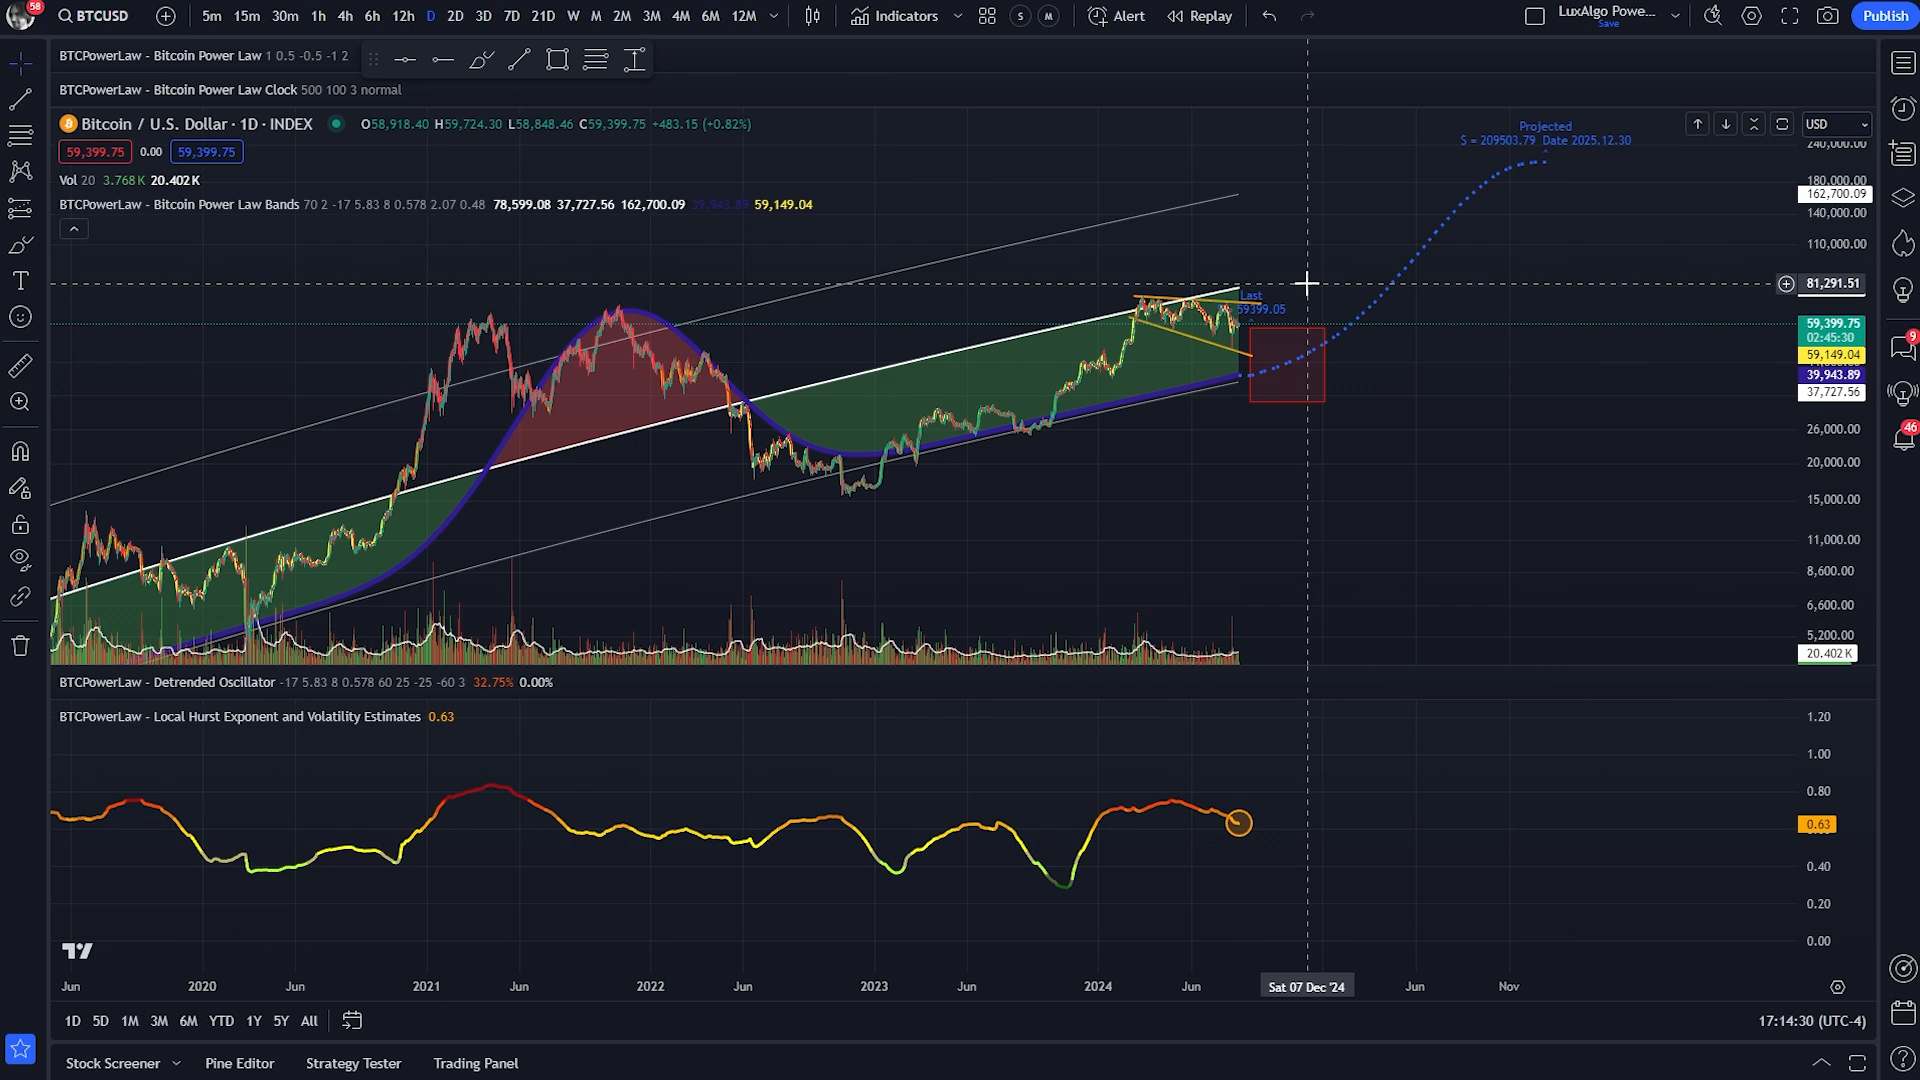 58
BTCUSD
5m 15m 30m 1h 4h 6h 12h D 2D 3D 7D 21D W M 2M 3M 4M 6M 12M
Indicators
S M
Alert
Replay
LuxAlgo Powe...
Save
Publish
BTCPowerLaw - Bitcoin Power Law 1 0.5 -0.5 -1 2
BTCPowerLaw - Bitcoin Power Law Clock 500 100 3 normal
Bitcoin / U.S. Dollar · 1D · INDEX O58,918.40 H59,724.30 L58,848.46 C59,399.75 +483.15 (+0.82%)
59,399.75 0.00 59,399.75
Vol 20 3.768K 20.402K
BTCPowerLaw - Bitcoin Power Law Bands 70 2 -17 5.83 8 0.578 2.07 0.48 78,599.08 37,727.56 162,700.09 39,943.89 59,149.04
Projected
$ = 209503.79 Date 2025.12.30
USD
240,000.00
180,000.00
162,700.09
140,000.00
110,000.00
81,291.51
Last
59399.05
59,399.75
02:45:30
59,149.04
39,943.89
37,727.56
26,000.00
20,000.00
15,000.00
11,000.00
8,600.00
6,600.00
5,200.00
20.402K
9
46
BTCPowerLaw - Detrended Oscillator -17 5.83 8 0.578 60 25 -25 -60 3 32.75% 0.00%
BTCPowerLaw - Local Hurst Exponent and Volatility Estimates 0.63
1.20
1.00
0.80
0.63
0.40
0.20
0.00
Jun 2020 Jun 2021 Jun 2022 Jun 2023 Jun 2024 Jun Sat 07 Dec '24 Jun Nov
1D 5D 1M 3M 6M YTD 1Y 5Y All
17:14:30 (UTC-4)
Stock Screener Pine Editor Strategy Tester Trading Panel